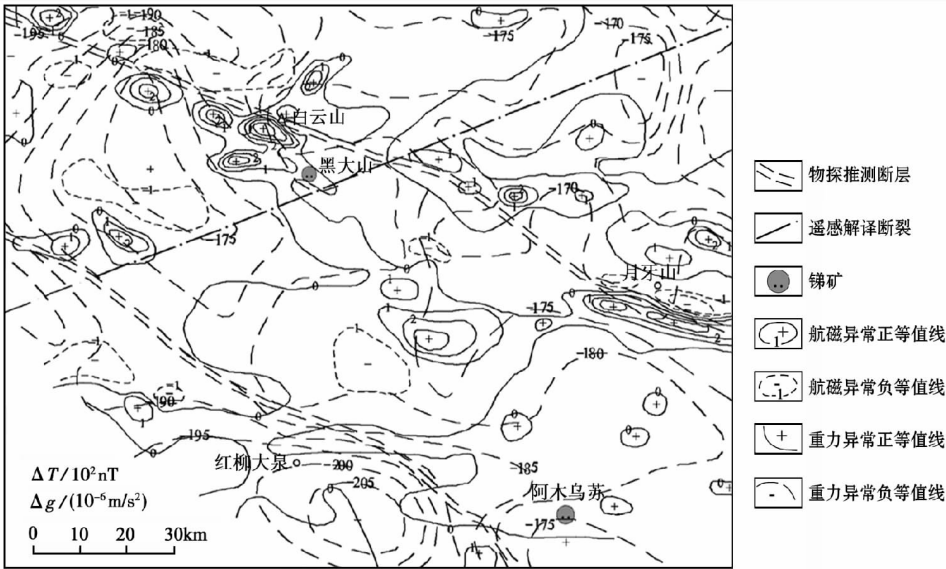 -190
-195
-185
-180
-175
-170
-175
白云山
黑大山
-175
-170
月牙山
-175
-180
-190
-195
红柳大泉
-200
-205
-185
阿木乌苏
-175
ΔT/10²nT
Δg/(10⁻⁶m/s²)
0 10 20 30km
物探推测断层
遥感解译断裂
锑矿
航磁异常正等值线
航磁异常负等值线
重力异常正等值线
重力异常负等值线